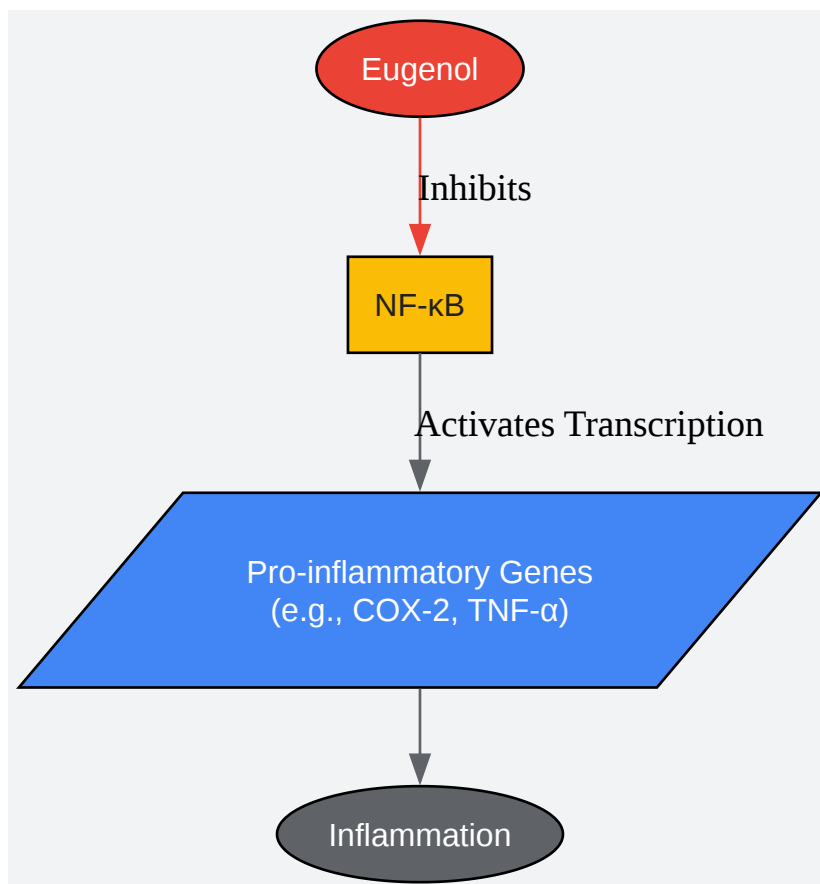 Eugenol
Inhibits
NF-κB
Activates Transcription
Pro-inflammatory Genes
(e.g., COX-2, TNF-α)
Inflammation